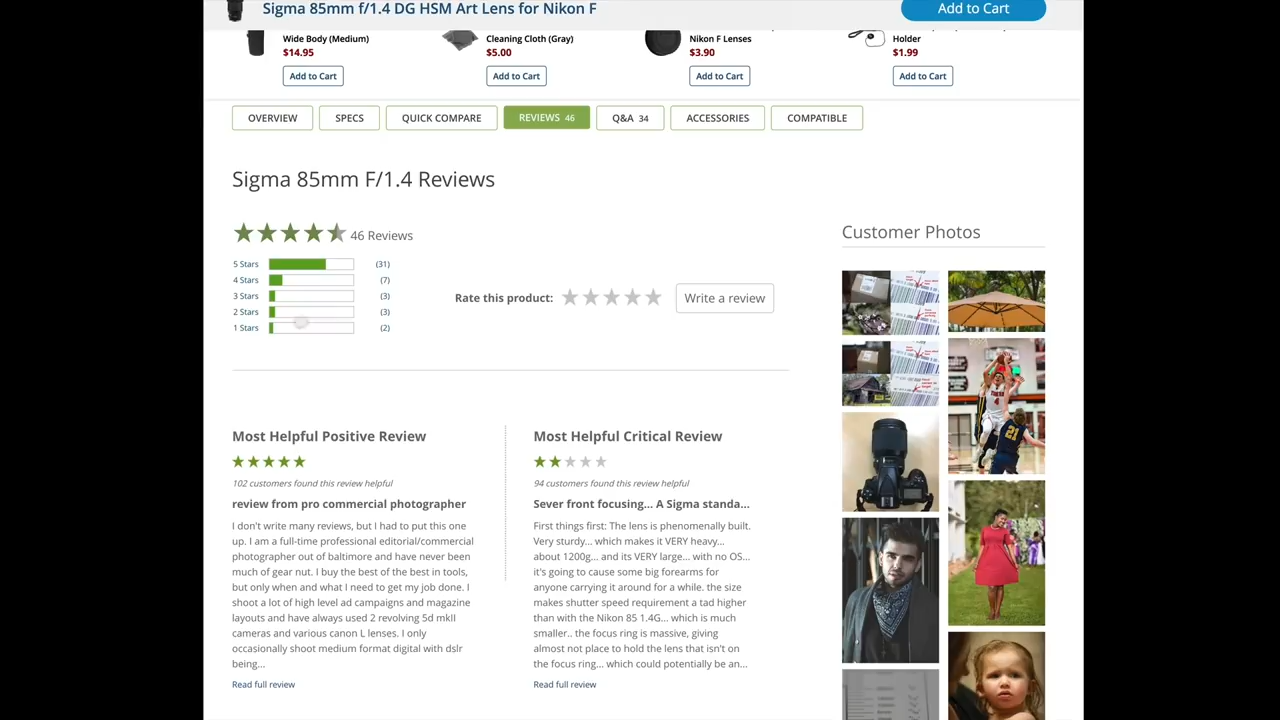 Sigma 85mm f/1.4 DG HSM Art Lens for Nikon F
Add to Cart
Wide Body (Medium)
$14.95
Add to Cart
Cleaning Cloth (Gray)
$5.00
Add to Cart
Nikon F Lenses
$3.90
Add to Cart
Holder
$1.99
Add to Cart
OVERVIEW
SPECS
QUICK COMPARE
REVIEWS 46
Q&A 34
ACCESSORIES
COMPATIBLE
Sigma 85mm F/1.4 Reviews
46 Reviews
5 Stars (31)
4 Stars (7)
3 Stars (3)
2 Stars (3)
1 Stars (2)
Rate this product:
Write a review
Customer Photos
Most Helpful Positive Review
102 customers found this review helpful
review from pro commercial photographer
I don't write many reviews, but I had to put this one
up. I am a full-time professional editorial/commercial
photographer out of baltimore and have never been
much of gear nut. I buy the best of the best in tools,
but only when and what I need to get my job done. I
shoot a lot of high level ad campaigns and magazine
layouts and have always used 2 revolving 5d mkII
cameras and various canon L lenses. I only
occasionally shoot medium format digital with dslr
being...
Read full review
Most Helpful Critical Review
94 customers found this review helpful
Sever front focusing... A Sigma standa...
First things first: The lens is phenomenally built.
Very sturdy... which makes it VERY heavy...
about 1200g... and its VERY large... with no OS...
it's going to cause some big forearms for
anyone carrying it around for a while. the size
makes shutter speed requirement a tad higher
than with the Nikon 85 1.4G... which is much
smaller.. the focus ring is massive, giving
almost not place to hold the lens that isn't on
the focus ring... which could potentially be an...
Read full review
4
21